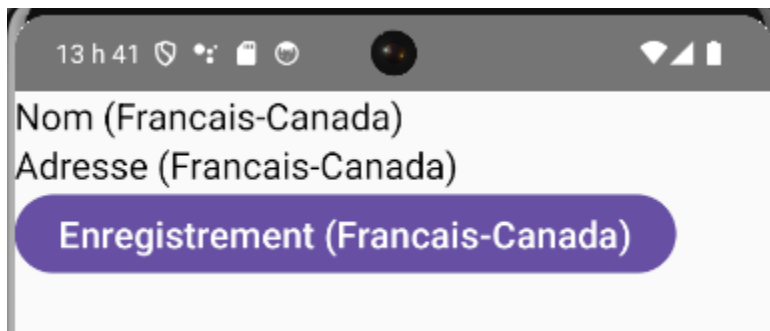 13 h 41
Nom (Francais-Canada)
Adresse (Francais-Canada)
Enregistrement (Francais-Canada)